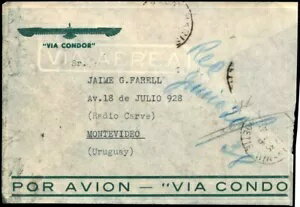 "VIA CONDOR"
VIA AEREA
Sr.
JAIME G.FARELL
Av.18 de JULIO 928
(Radio Carve)
MONTEVIDEO
(Uruguay)
POR AVION — "VIA CONDO